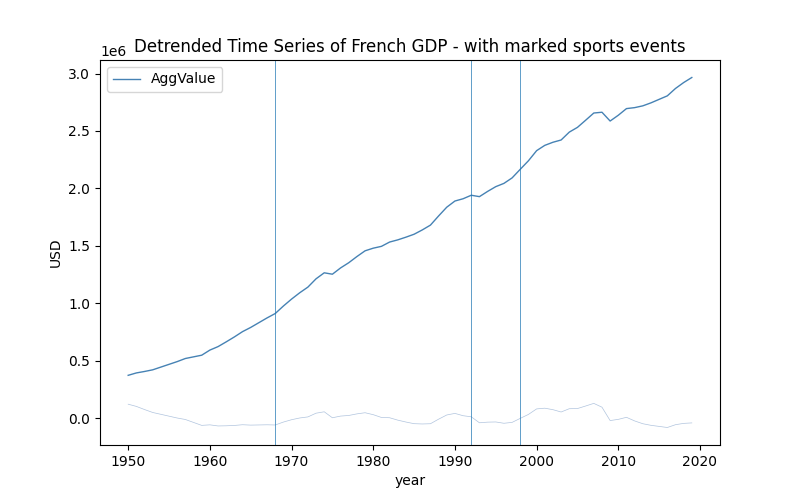 Detrended Time Series of French GDP - with marked sports events
1e6
AggValue
3.0
2.5
2.0
1.5
1.0
0.5
0.0
USD
1950 1960 1970 1980 1990 2000 2010 2020
year